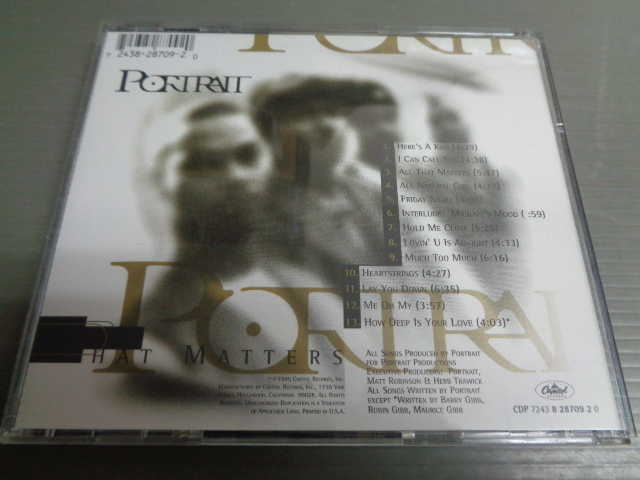 PORTRAIT
7 2438-28709-2 0
PORTRAIT
1. HERE'S A KISS (4:29)
2. I CAN CALL YOU (4:38)
3. ALL THAT MATTERS (5:47)
4. ALL NATURAL GIRL (4:17)
5. FRIDAY NIGHT
6. INTERLUDE: MICHAEL'S MOOD ( :59)
7. HOLD ME CLOSE (5:25)
8. LOVIN' U IS AH-IGHT (4:33)
9. MUCH TOO MUCH (6:16)
10. HEARTSTRINGS (4:27)
11. LAY YOU DOWN (6:35)
12. ME OH MY (3:57)
13. HOW DEEP IS YOUR LOVE (4:03)*
PORTRAI
HAT MATTERS
ALL SONGS PRODUCED BY PORTRAIT
FOR PORTRAIT PRODUCTIONS
EXECUTIVE PRODUCERS: PORTRAIT,
MATT ROBINSON & HERB TRAWICK
ALL SONGS WRITTEN BY PORTRAIT
EXCEPT *WRITTEN BY BARRY GIBB,
ROBIN GIBB, MAURICE GIBB
℗ © 1995 CAPITOL RECORDS, INC.
MANUFACTURED BY CAPITOL RECORDS, INC., 1750 VINE
STREET, HOLLYWOOD, CALIFORNIA 90028. ALL RIGHTS
RESERVED. UNAUTHORIZED DUPLICATION IS A VIOLATION
OF APPLICABLE LAWS. PRINTED IN U.S.A.
Capitol
CDP 7243 8 28709 2 0